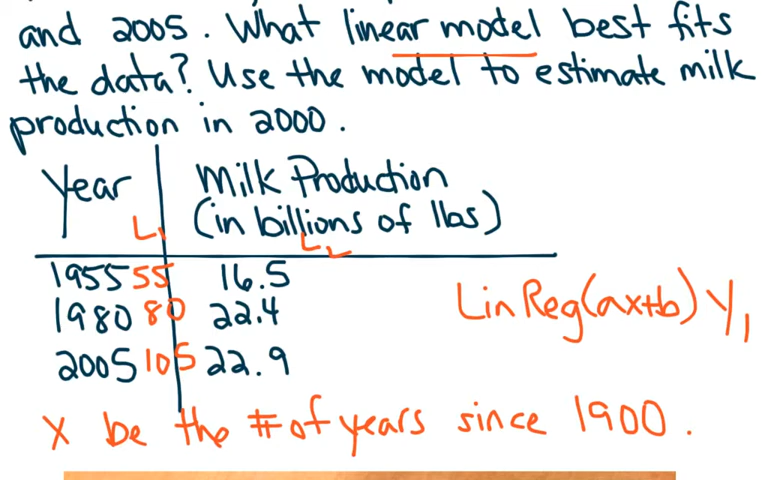 and 2005. What linear model best fits
the data? Use the model to estimate milk
production in 2000.
Year Milk Production
L₁ (in billions of lbs)
L₂
1955 55 16.5
1980 80 22.4
2005 105 22.9
LinReg(ax+b) Y₁
X be the # of years since 1900.